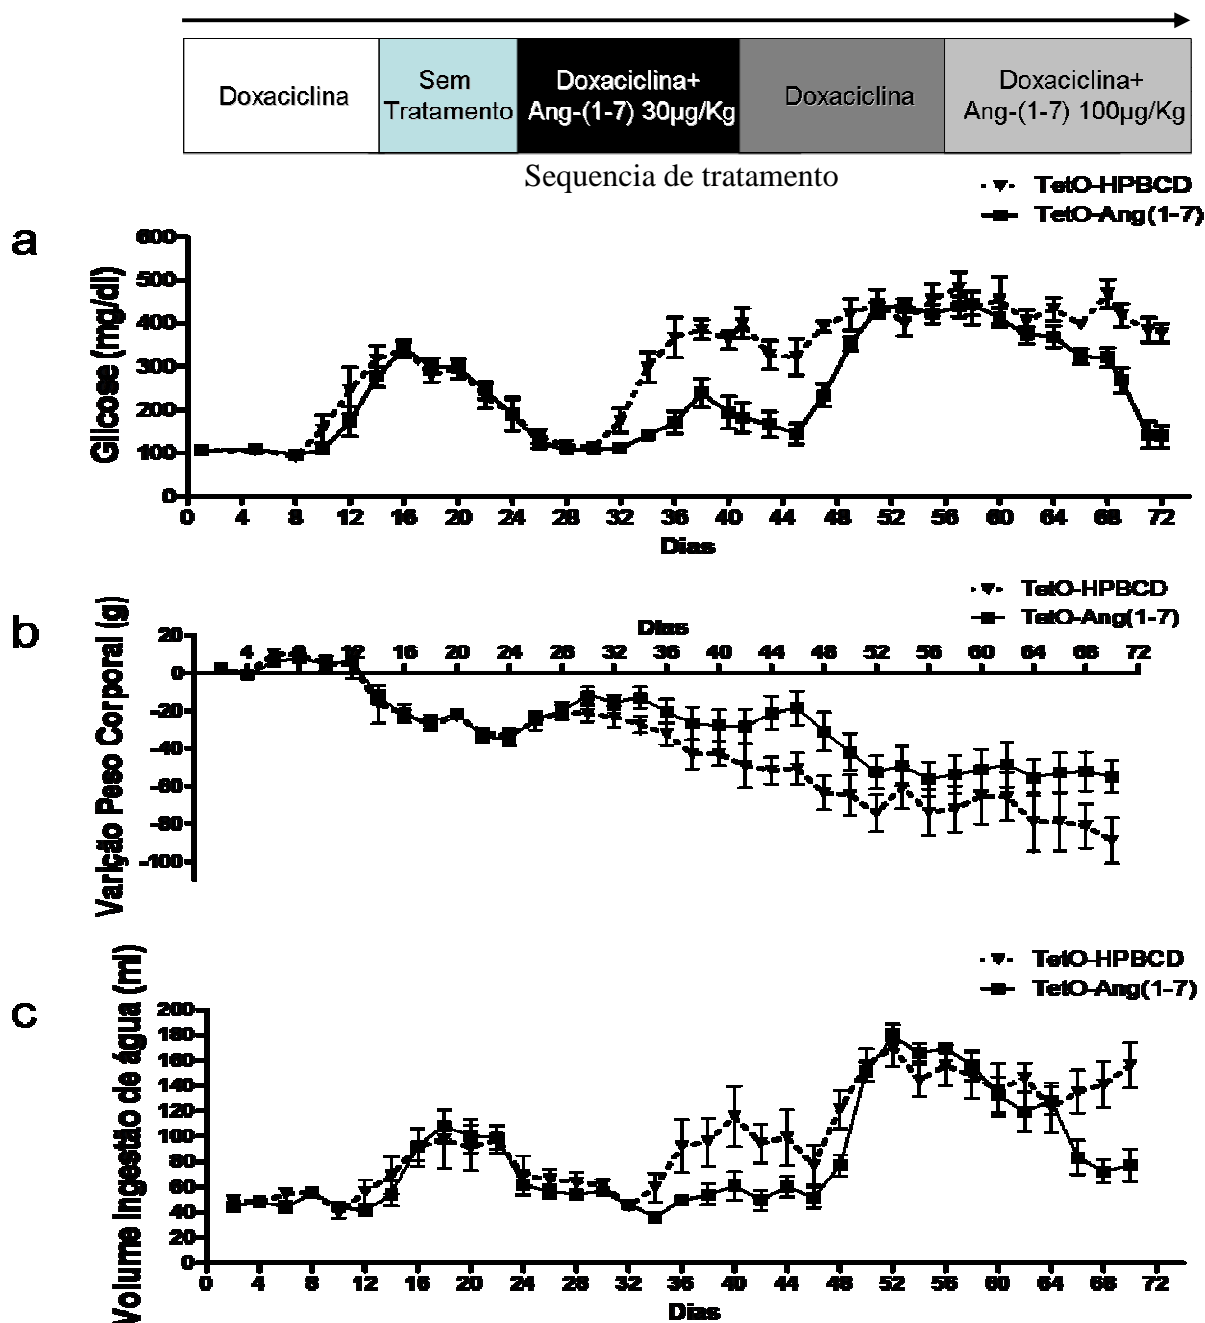 Doxaciclina
Sem
Tratamento
Doxaciclina+
Ang-(1-7) 30µg/Kg
Doxaciclina
Doxaciclina+
Ang-(1-7) 100µg/Kg
Sequencia de tratamento
TetO-HPBCD
TetO-Ang(1-7)
a
Glicose (mg/dl)
600
500
400
300
200
100
0
0 4 8 12 16 20 24 28 32 36 40 44 48 52 56 60 64 68 72
Dias
TetO-HPBCD
TetO-Ang(1-7)
b
Varição Peso Corporal (g)
Dias
20
0
-20
-40
-60
-80
-100
4 8 12 16 20 24 28 32 36 40 44 48 52 56 60 64 68 72
TetO-HPBCD
TetO-Ang(1-7)
c
Volume Ingestão de água (ml)
200
180
160
140
120
100
80
60
40
20
0
0 4 8 12 16 20 24 28 32 36 40 44 48 52 56 60 64 68 72
Dias